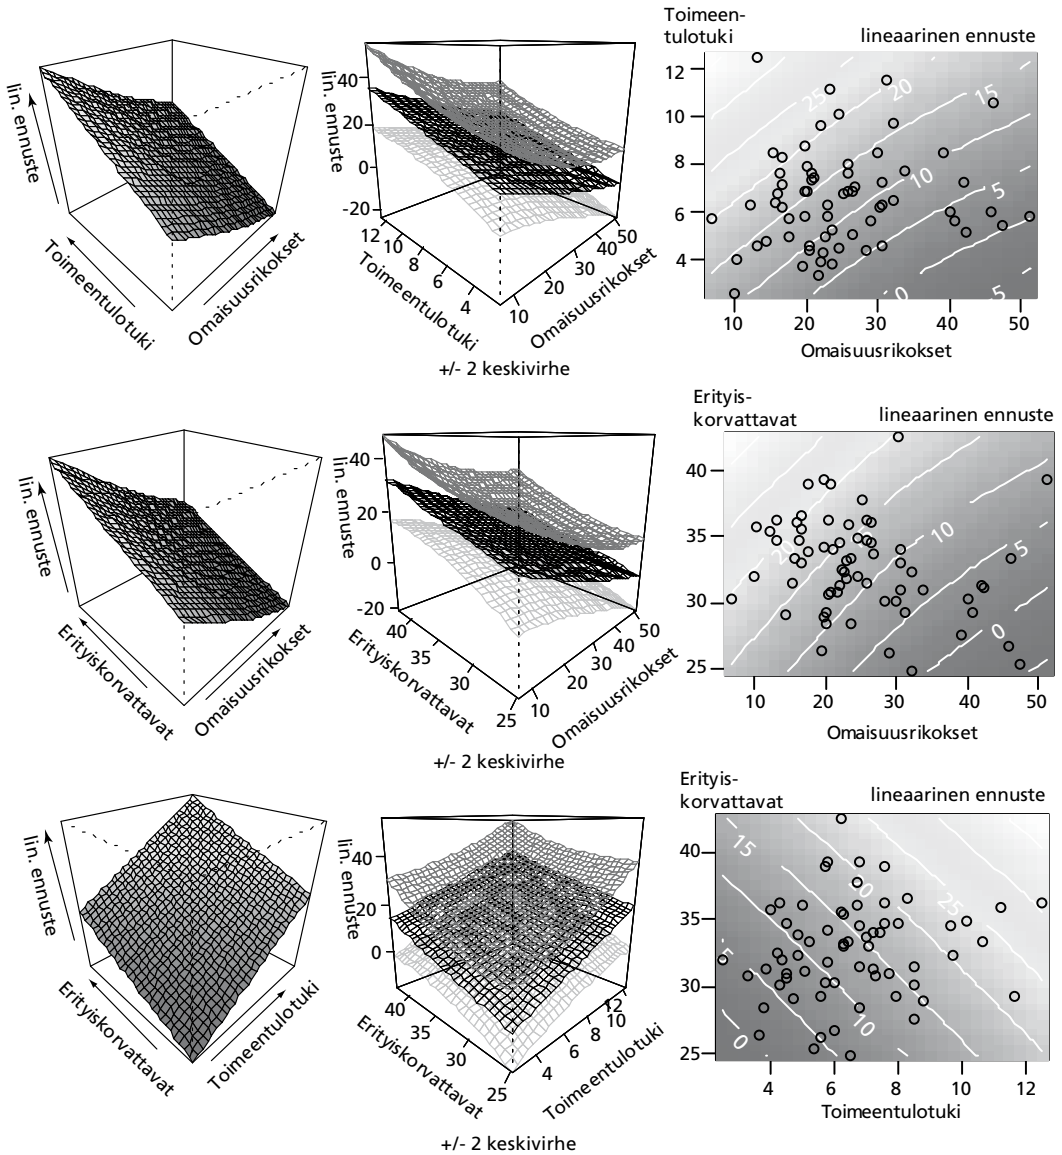 lin. ennuste
Toimeentulotuki
Omaisuusrikokset
lin. ennuste
40
20
0
-20
12
10
8
6
4
Toimeentulotuki
10
20
30
40
50
Omaisuusrikokset
+/- 2 keskivirhe
Toimeen-
tulotuki
lineaarinen ennuste
12
10
8
6
4
25
20
15
10
5
0
-5
10
20
30
40
50
Omaisuusrikokset
lin. ennuste
Erityiskorvattavat
Omaisuusrikokset
lin. ennuste
40
20
0
-20
40
35
30
25
Erityiskorvattavat
10
20
30
40
50
Omaisuusrikokset
+/- 2 keskivirhe
Erityis-
korvattavat
lineaarinen ennuste
40
35
30
25
20
10
5
0
10
20
30
40
50
Omaisuusrikokset
lin. ennuste
Erityiskorvattavat
Toimeentulotuki
lin. ennuste
40
20
0
40
35
30
25
Erityiskorvattavat
4
6
8
10
12
Toimeentulotuki
+/- 2 keskivirhe
Erityis-
korvattavat
lineaarinen ennuste
40
35
30
25
15
20
25
5
10
0
4
6
8
10
12
Toimeentulotuki